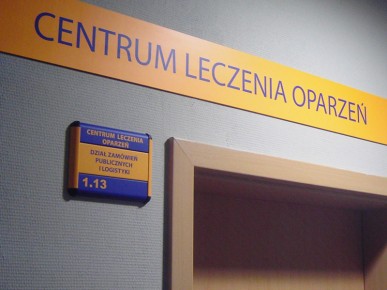 CENTRUM LECZENIA OPARZEŃ
CENTRUM LECZENIA
OPARZEŃ
DZIAŁ ZAMÓWIEŃ
PUBLICZNYCH
I LOGISTYKI
1.13